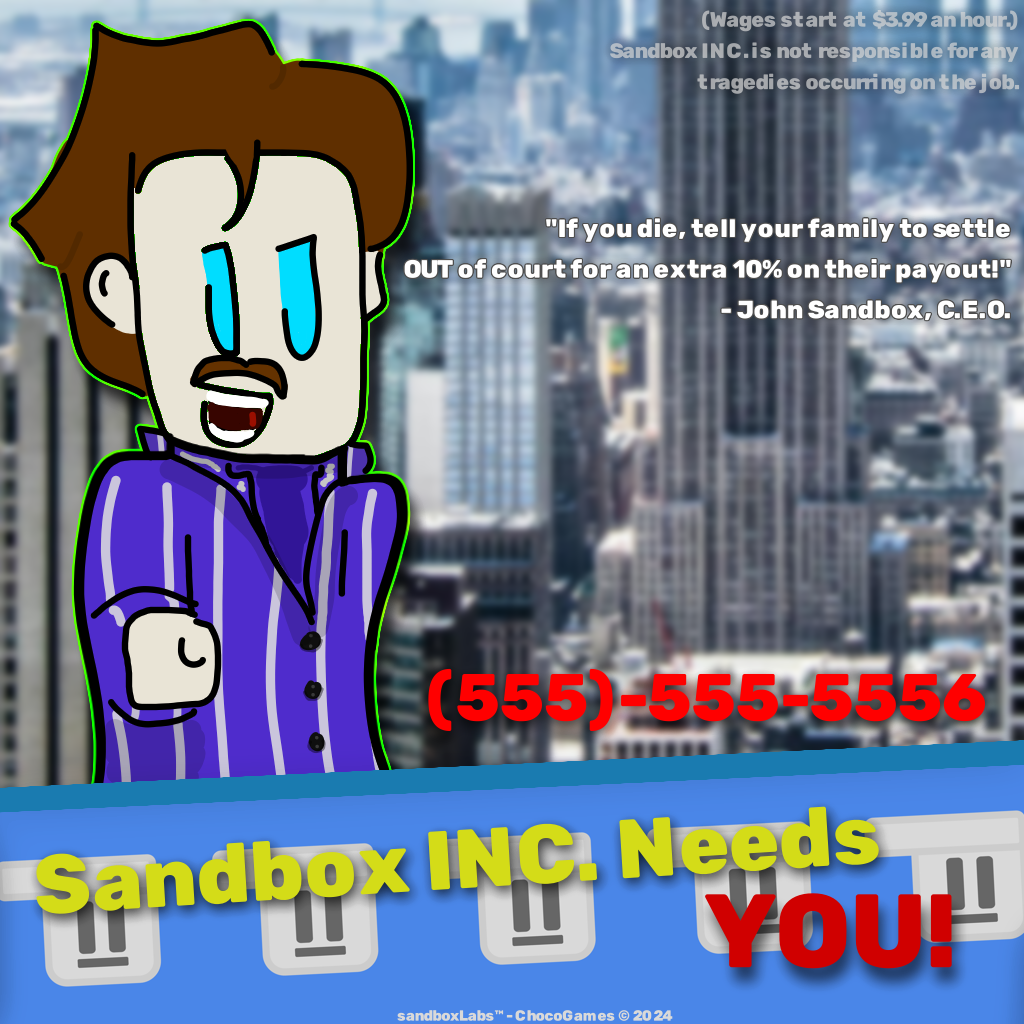 (Wages start at $3.99 an hour.)
Sandbox INC. is not responsible for any
tragedies occurring on the job.
"If you die, tell your family to settle
OUT of court for an extra 10% on their payout!"
- John Sandbox, C.E.O.
(555)-555-5556
Sandbox INC. Needs
YOU!
sandboxLabs™ - ChocoGames © 2024